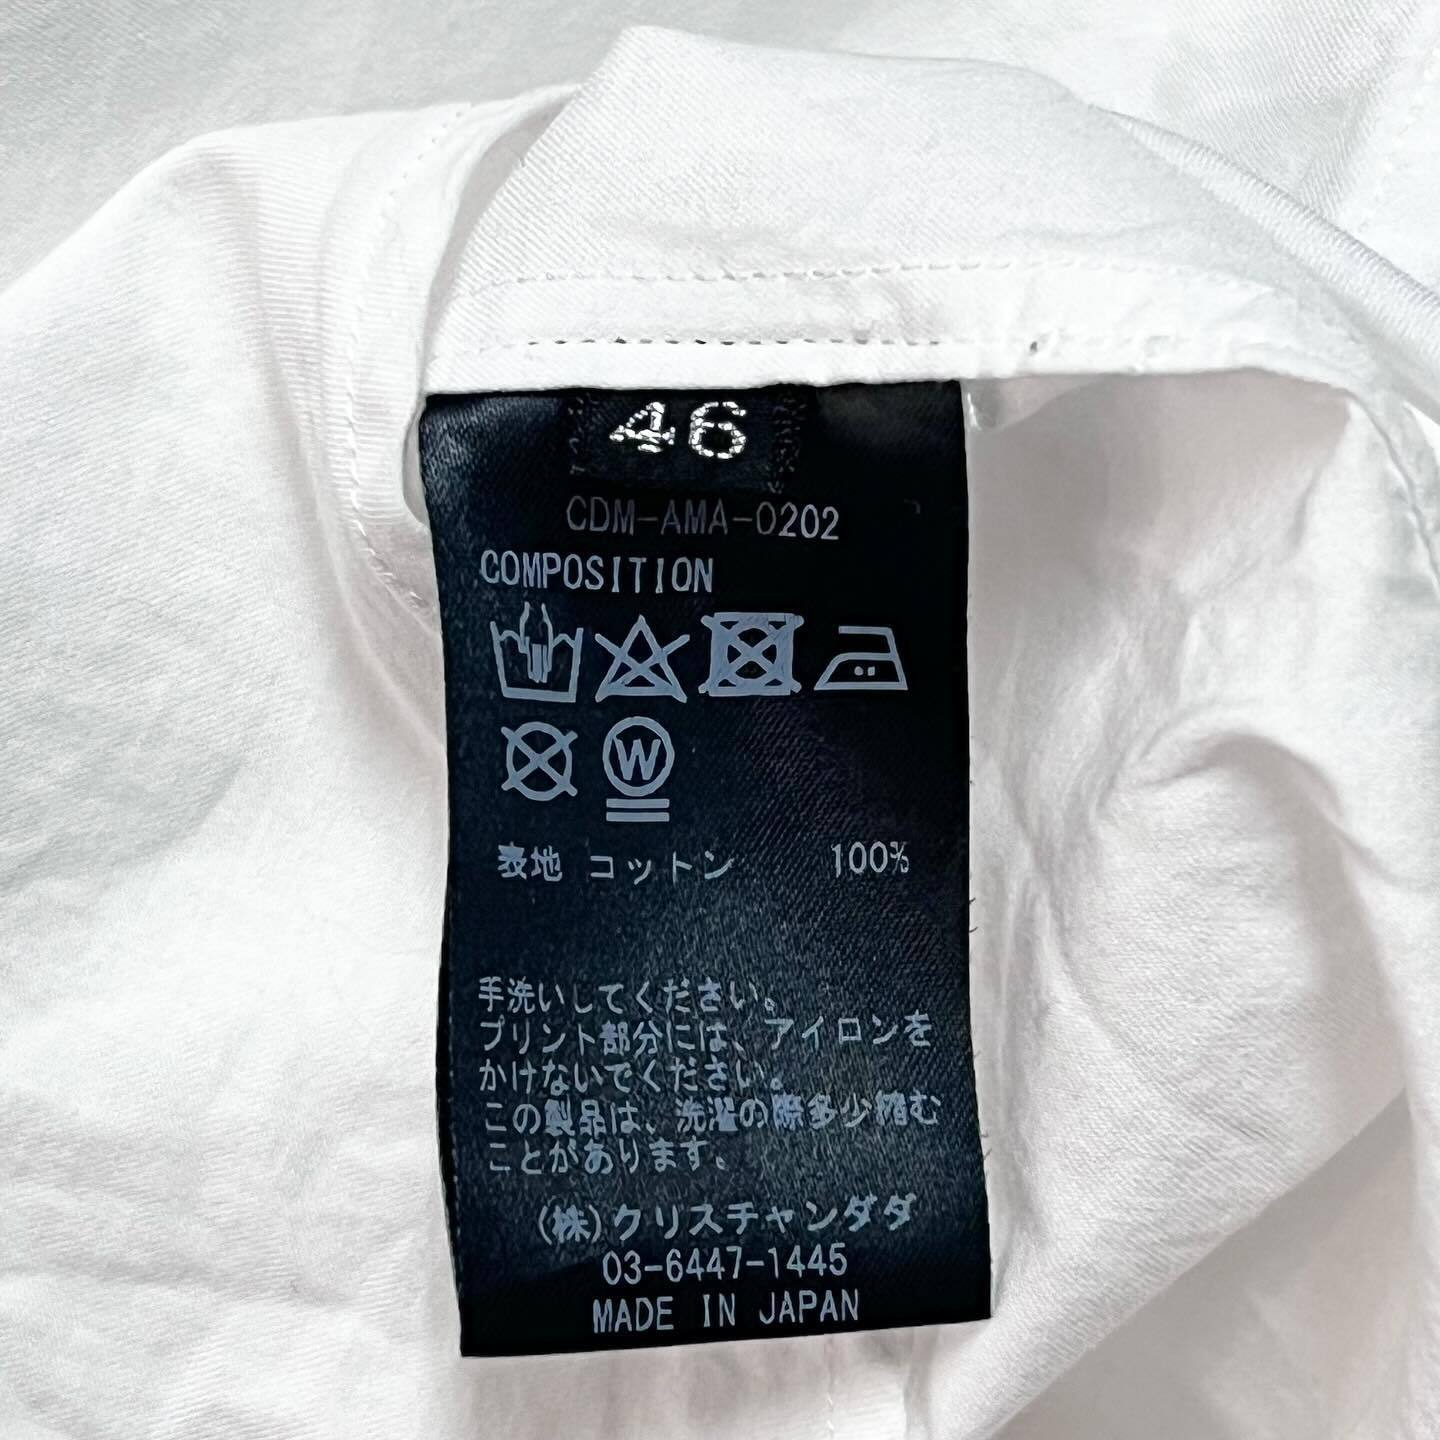 46
CDM-AMA-0202
COMPOSITION
W
表地 コットン 100%
手洗いしてください。
プリント部分には、アイロンを
かけないでください。
この製品は、洗濯の際多少縮む
ことがあります。
(株)クリスチャンダダ
03-6447-1445
MADE IN JAPAN